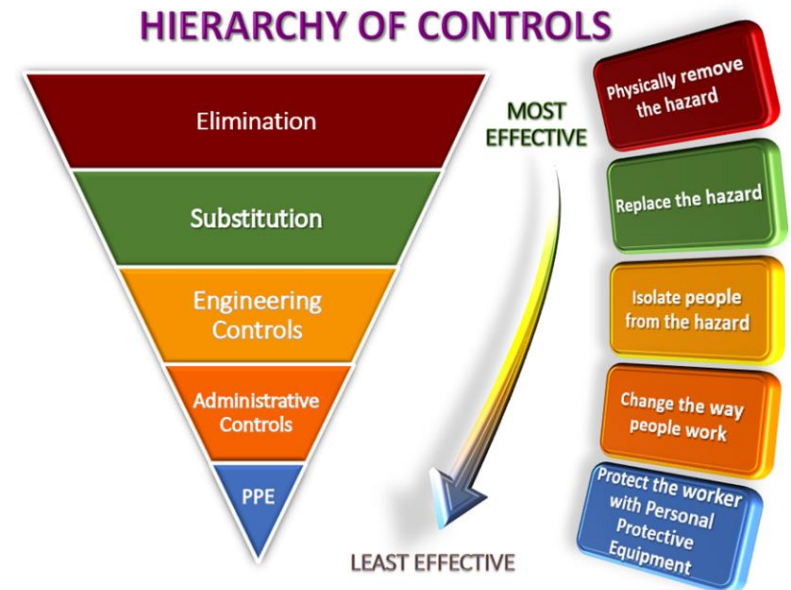 HIERARCHY OF CONTROLS
Elimination
Substitution
Engineering
Controls
Administrative
Controls
PPE
MOST
EFFECTIVE
LEAST EFFECTIVE
Physically remove
the hazard
Replace the hazard
Isolate people
from the hazard
Change the way
people work
Protect the worker
with Personal
Protective
Equipment